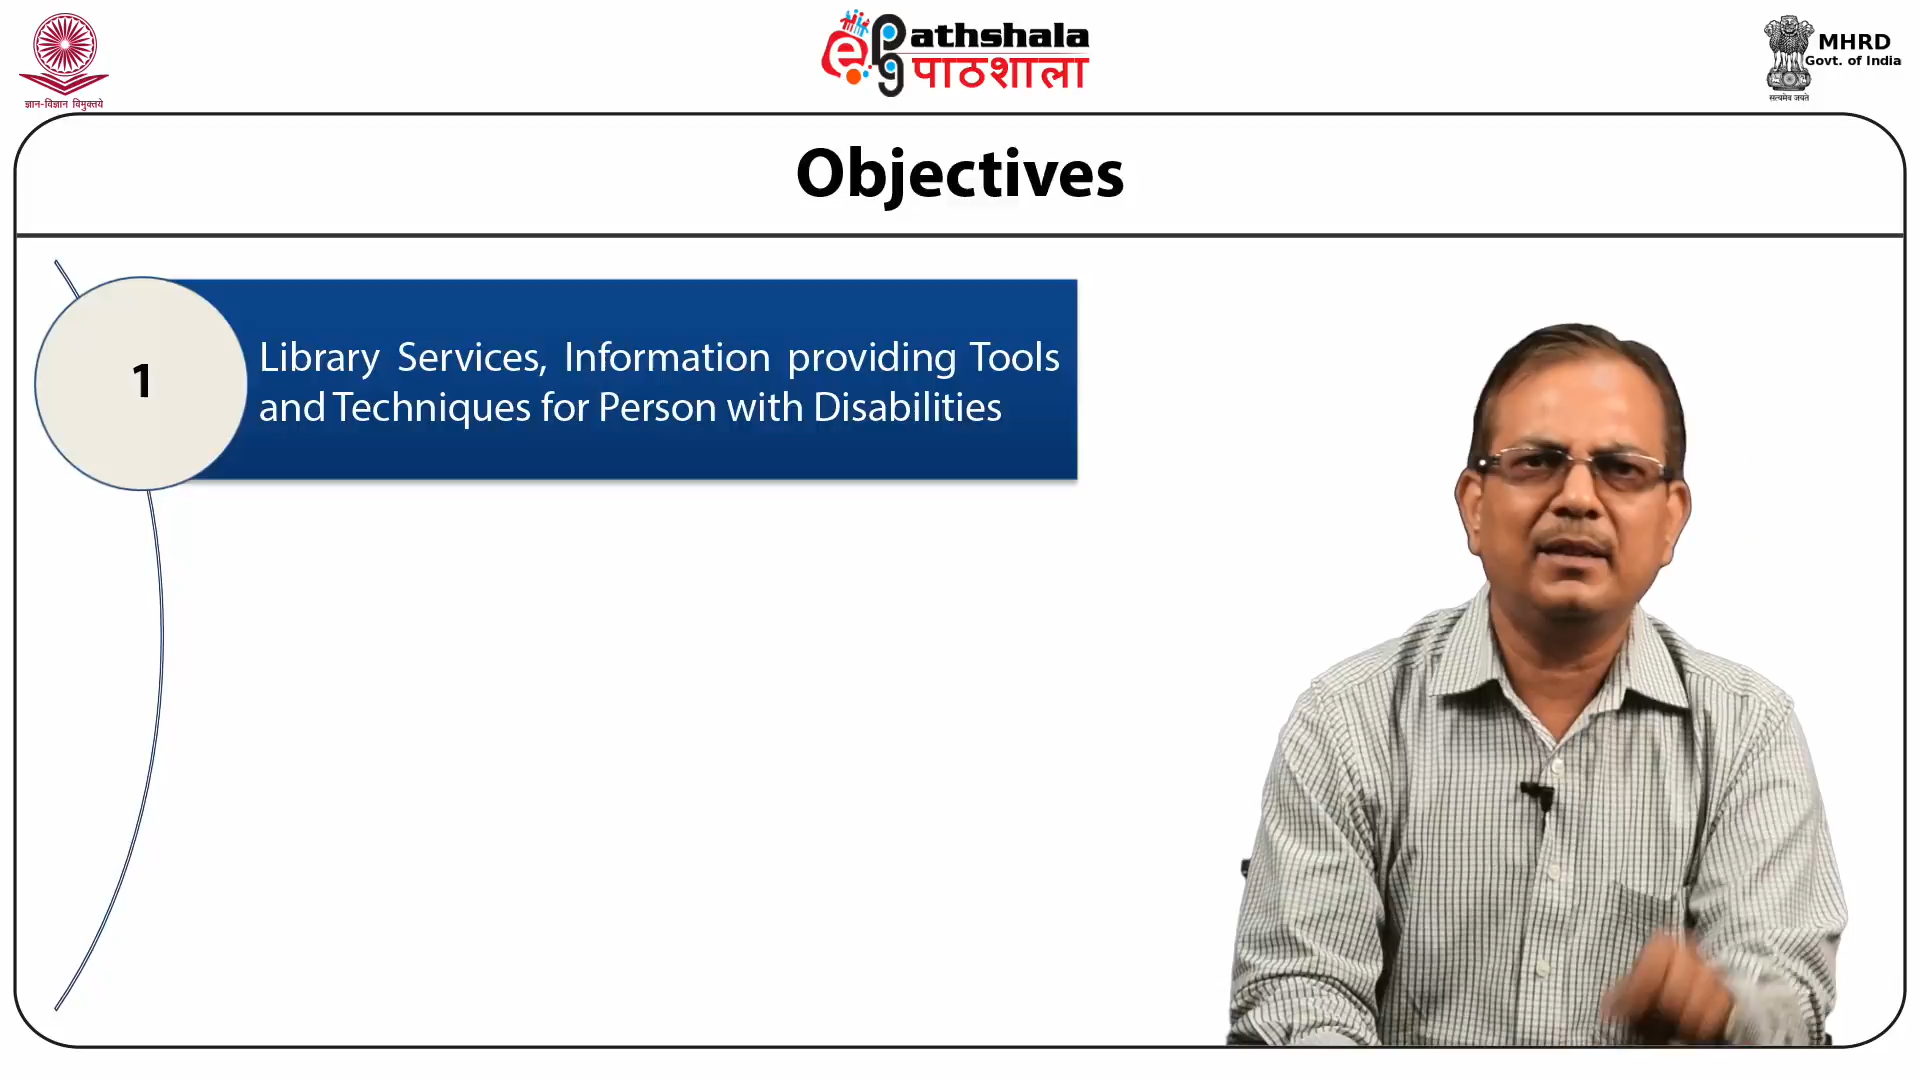 ज्ञान-विज्ञान विमुक्तये
ePathshala
पाठशाला
MHRD
Govt. of India
सत्यमेव जयते
Objectives
1
Library Services, Information providing Tools
and Techniques for Person with Disabilities